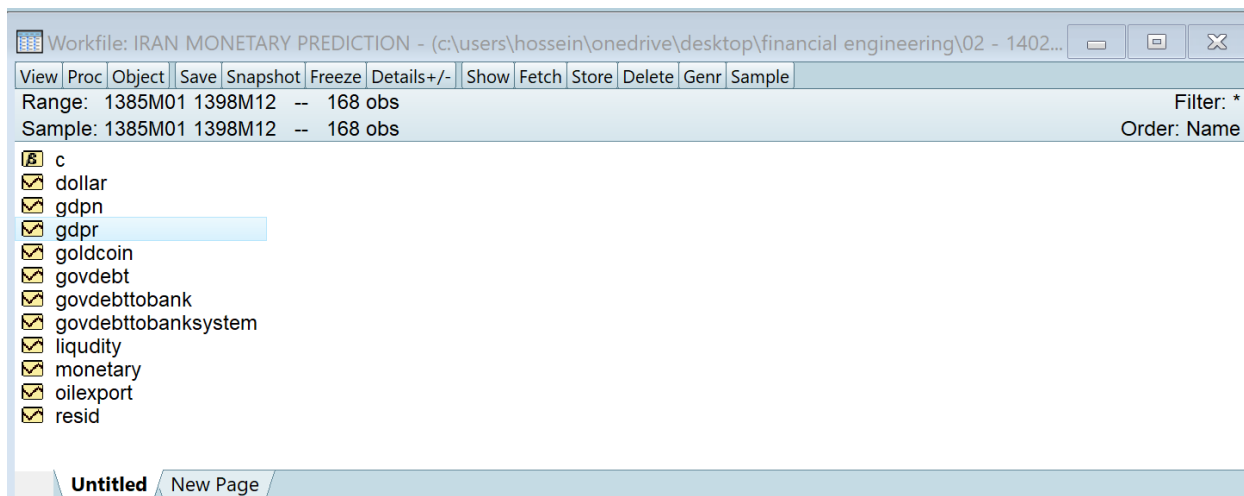 Workfile: IRAN MONETARY PREDICTION - (c:\users\hossein\onedrive\desktop\financial engineering\02 - 1402...
View Proc Object Save Snapshot Freeze Details+/- Show Fetch Store Delete Genr Sample
Range: 1385M01 1398M12 -- 168 obs Filter: *
Sample: 1385M01 1398M12 -- 168 obs Order: Name
β c
dollar
gdpn
gdpr
goldcoin
govdebt
govdebttobank
govdebttobanksystem
liqudity
monetary
oilexport
resid
Untitled New Page